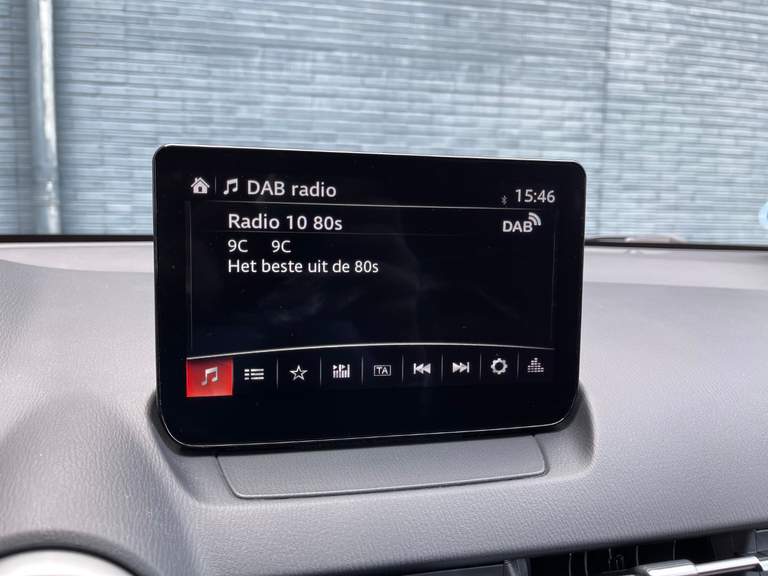 DAB radio
15:46
Radio 10 80s
DAB
9C 9C
Het beste uit de 80s
TA